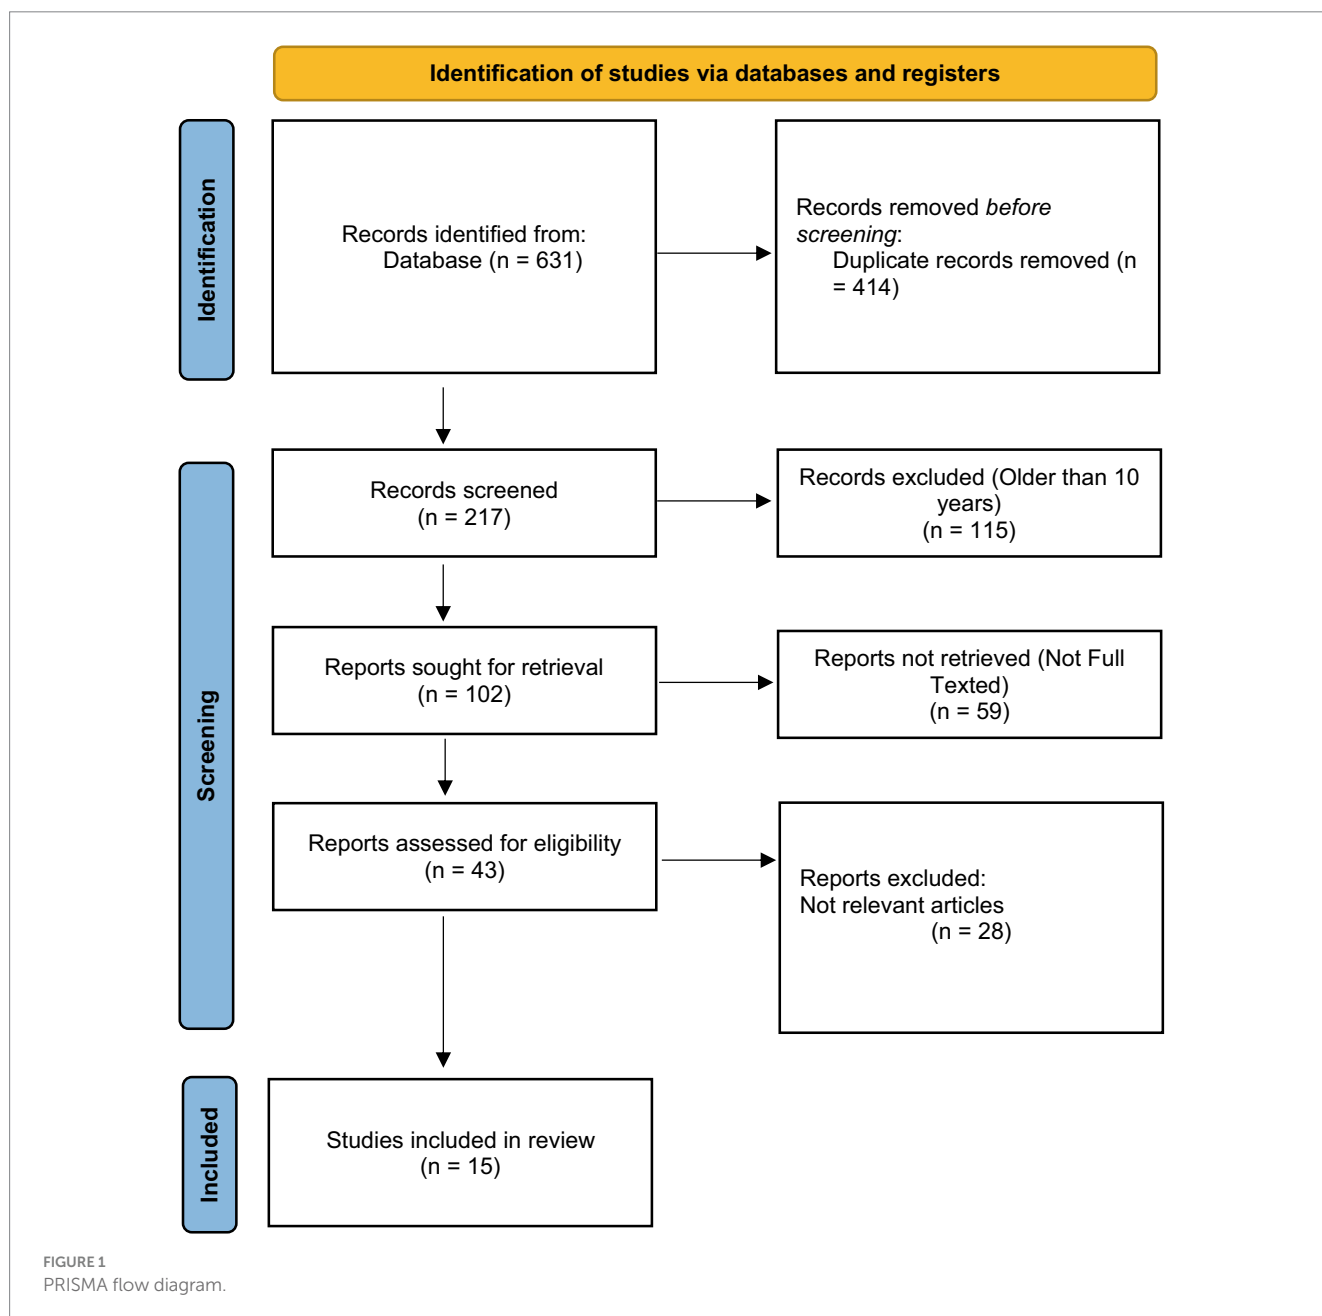 Identification of studies via databases and registers
Identification
Records identified from:
Database (n = 631)
Records removed before
screening:
Duplicate records removed (n
= 414)
Screening
Records screened
(n = 217)
Records excluded (Older than 10
years)
(n = 115)
Reports sought for retrieval
(n = 102)
Reports not retrieved (Not Full
Texted)
(n = 59)
Reports assessed for eligibility
(n = 43)
Reports excluded:
Not relevant articles
(n = 28)
Included
Studies included in review
(n = 15)
FIGURE 1
PRISMA flow diagram.